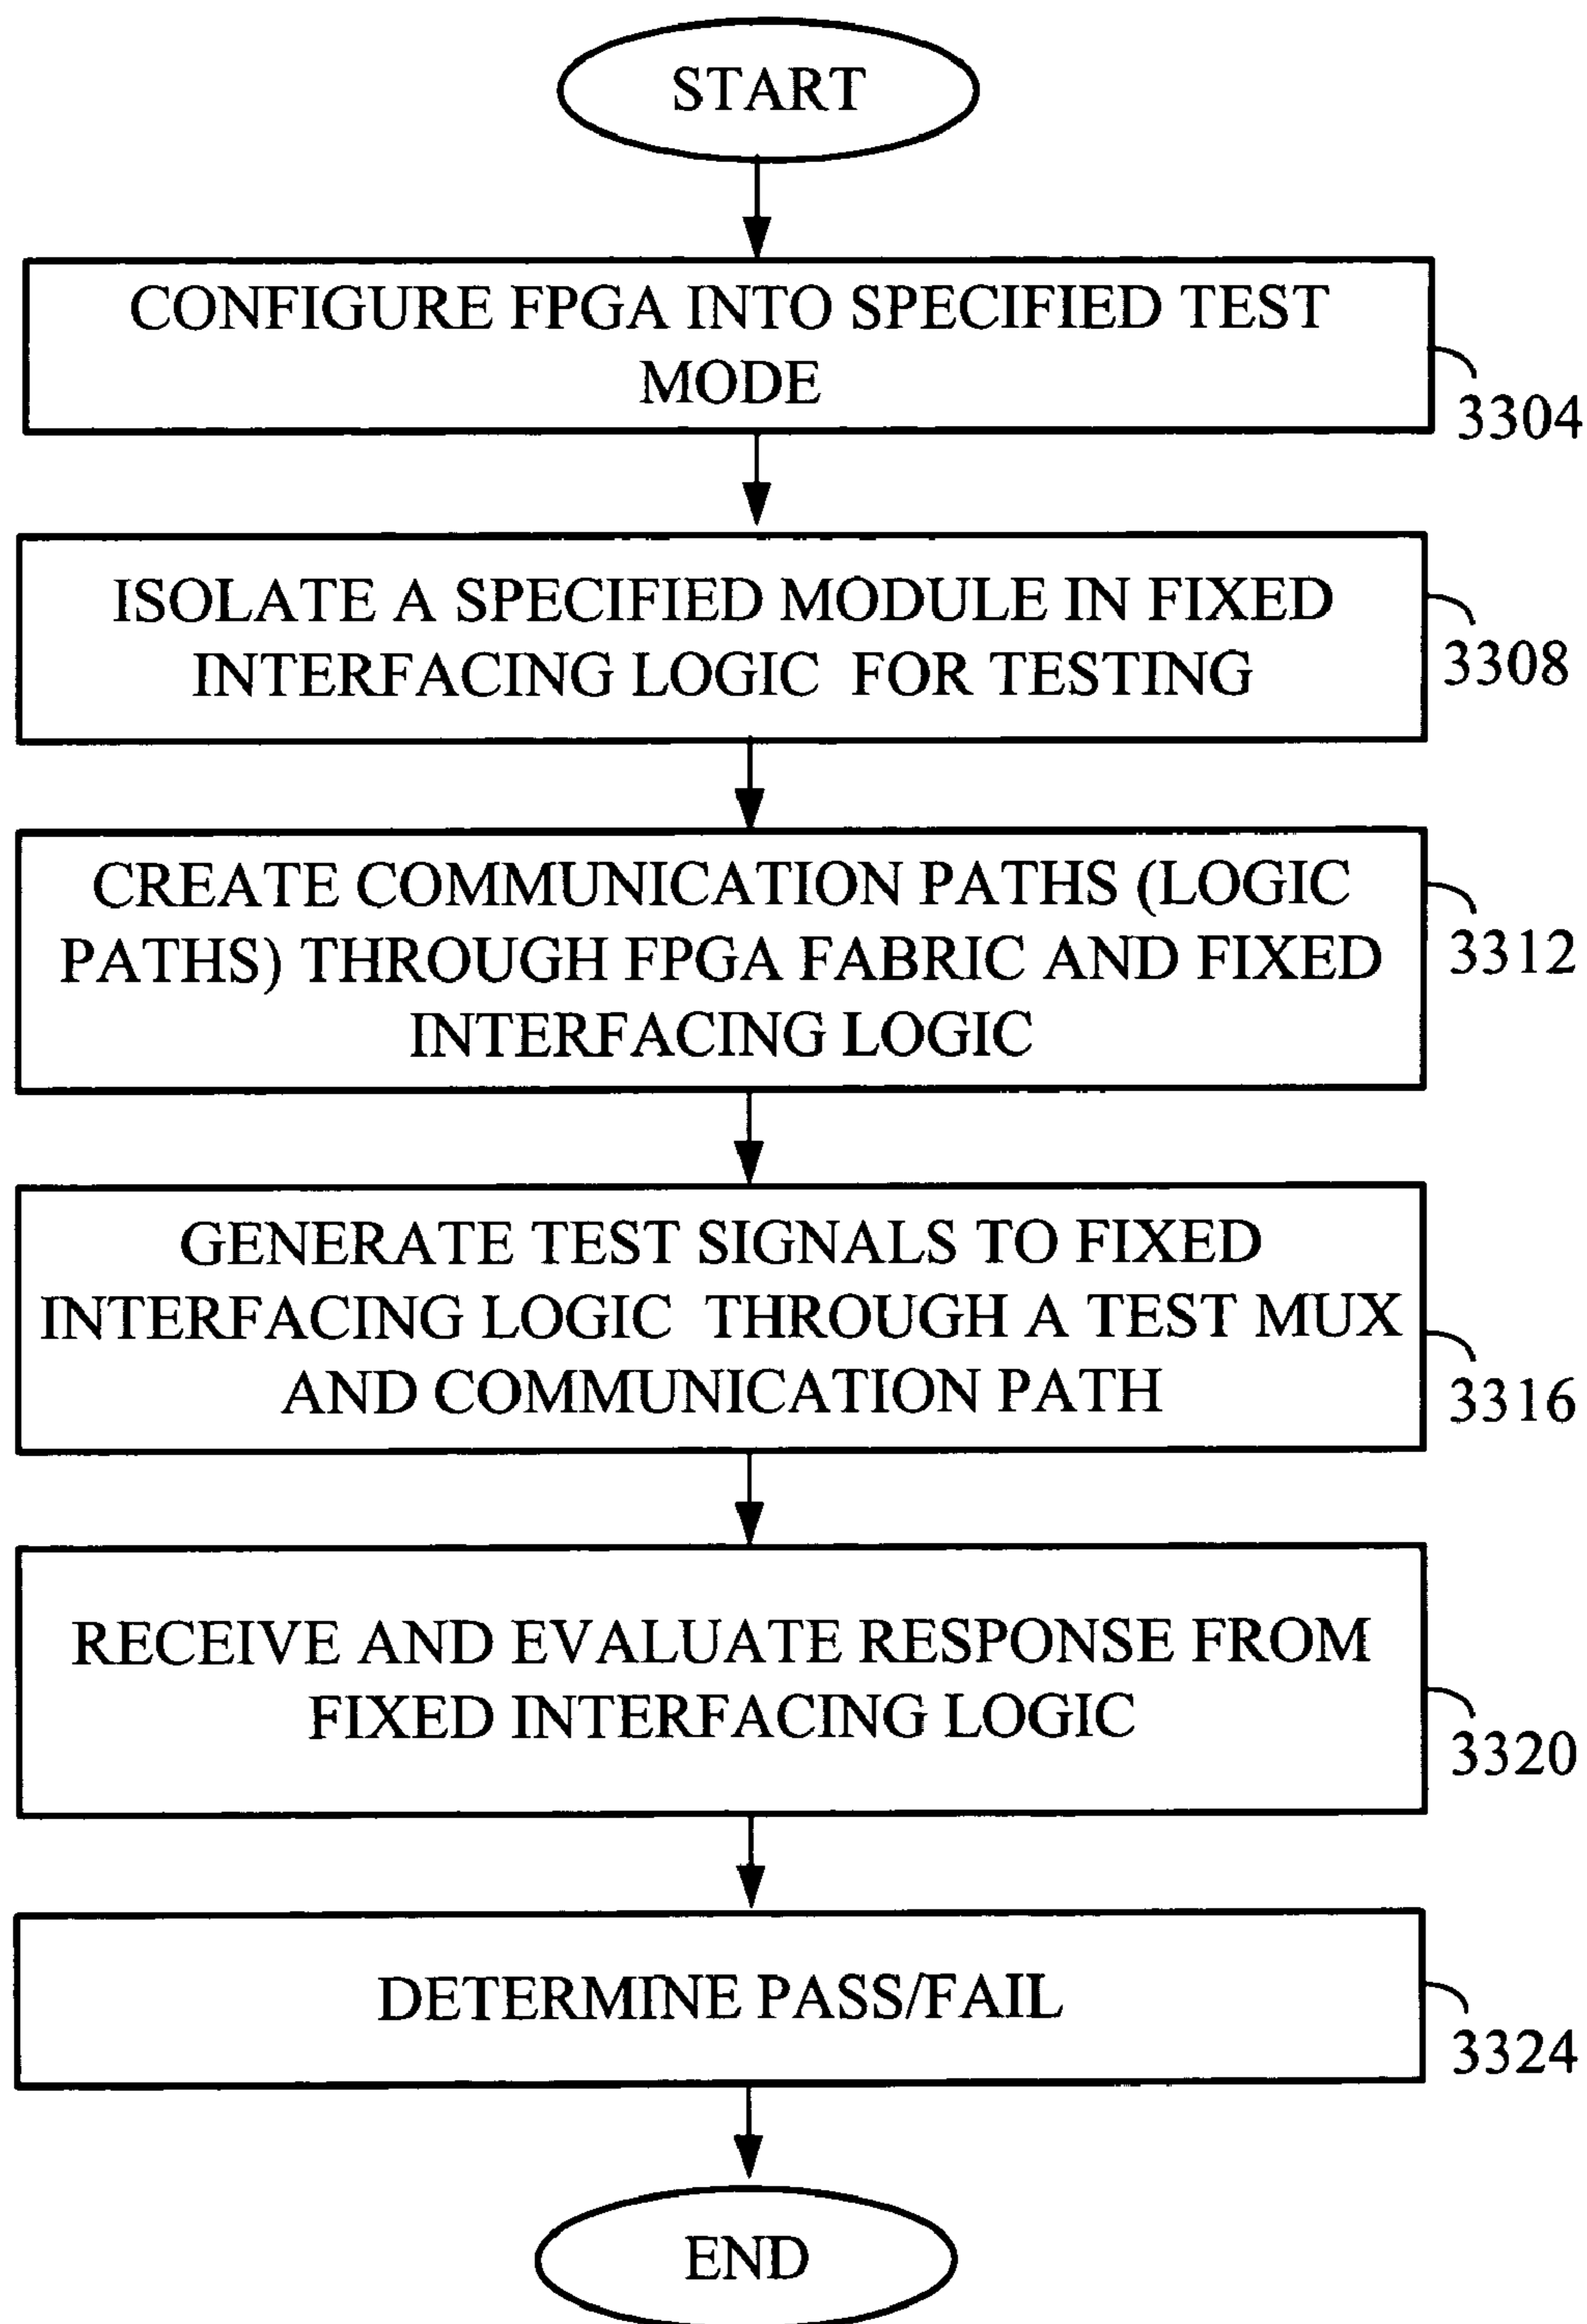 START
CONFIGURE FPGA INTO SPECIFIED TEST
MODE
3304
ISOLATE A SPECIFIED MODULE IN FIXED
INTERFACING LOGIC FOR TESTING
3308
CREATE COMMUNICATION PATHS (LOGIC
PATHS) THROUGH FPGA FABRIC AND FIXED
INTERFACING LOGIC
3312
GENERATE TEST SIGNALS TO FIXED
INTERFACING LOGIC THROUGH A TEST MUX
AND COMMUNICATION PATH
3316
RECEIVE AND EVALUATE RESPONSE FROM
FIXED INTERFACING LOGIC
3320
DETERMINE PASS/FAIL
3324
END